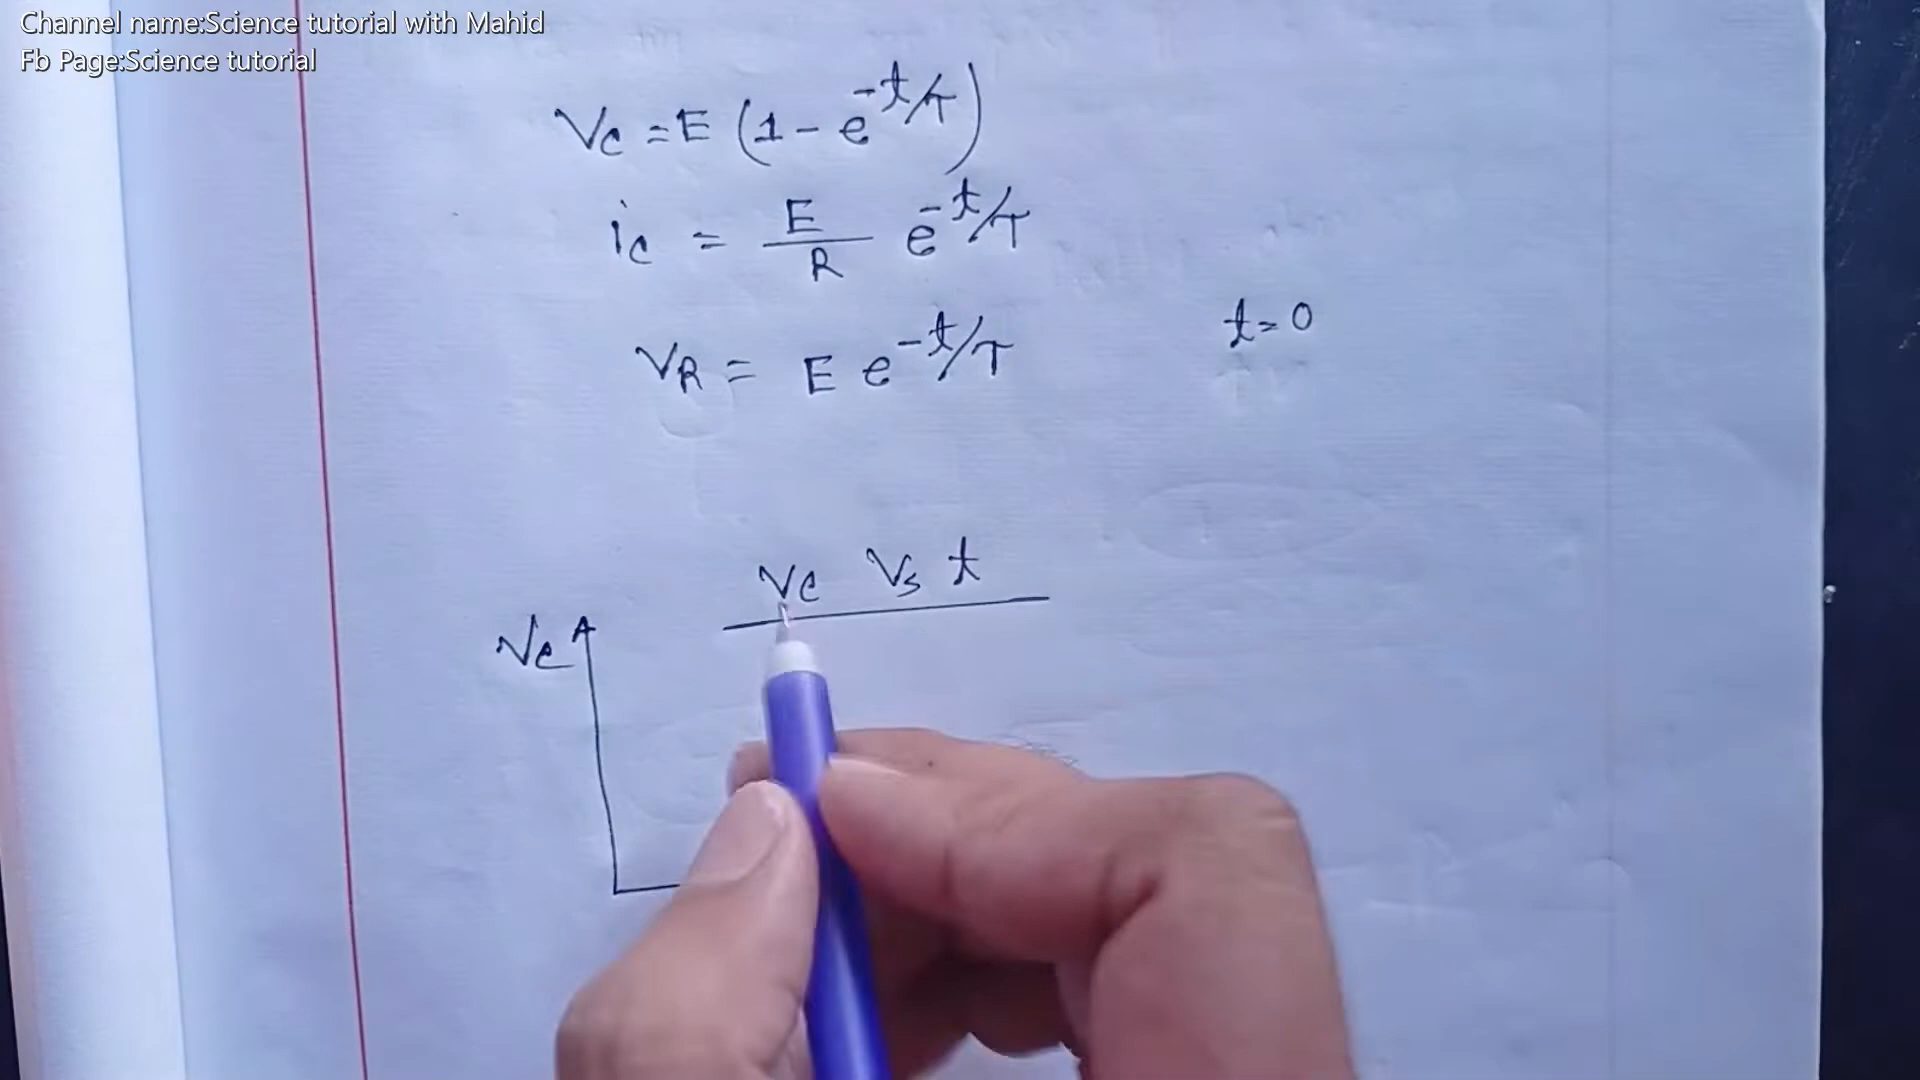 Channel name:Science tutorial with Mahid
Fb Page:Science tutorial
Vc = E (1 - e^-t/τ)
ic = E/R e^-t/τ
VR = E e^-t/τ
t = 0
Vc Vs t
Vc